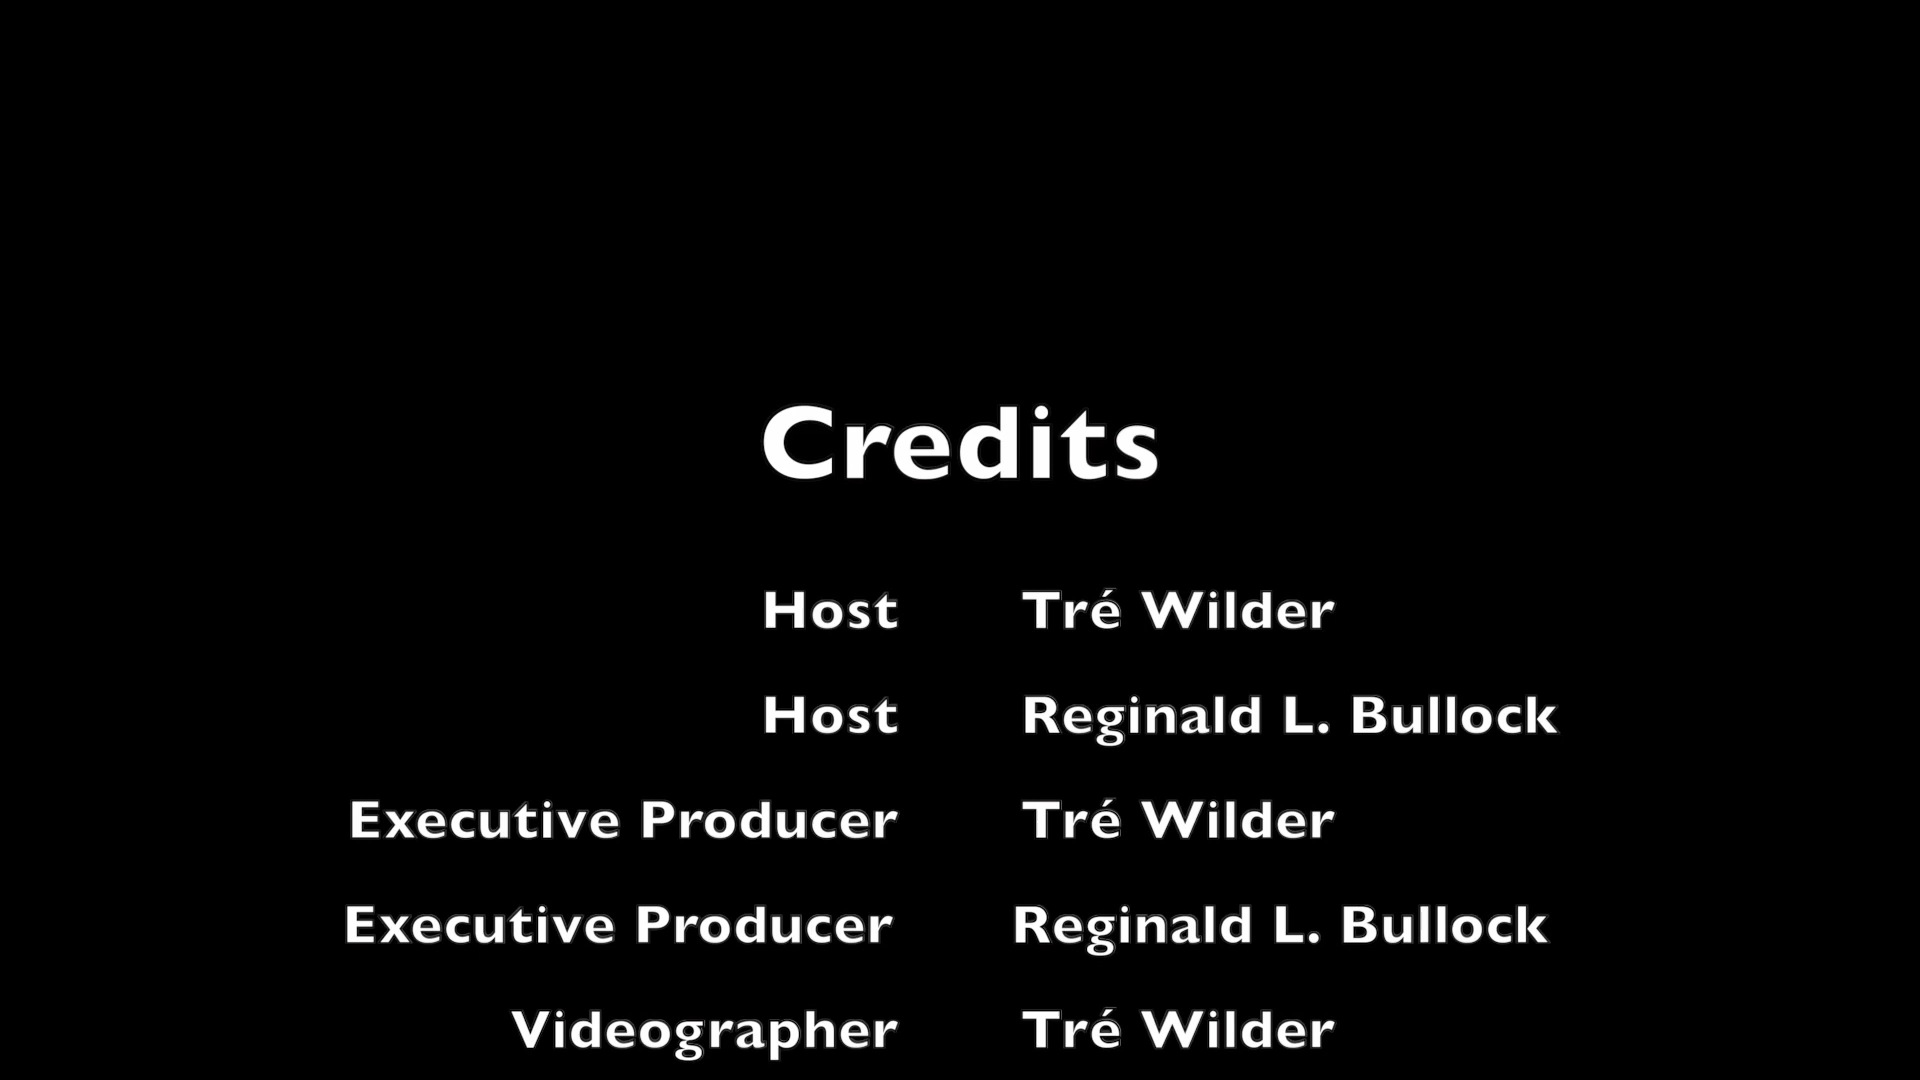 Credits
Host Tré Wilder
Host Reginald L. Bullock
Executive Producer Tré Wilder
Executive Producer Reginald L. Bullock
Videographer Tré Wilder